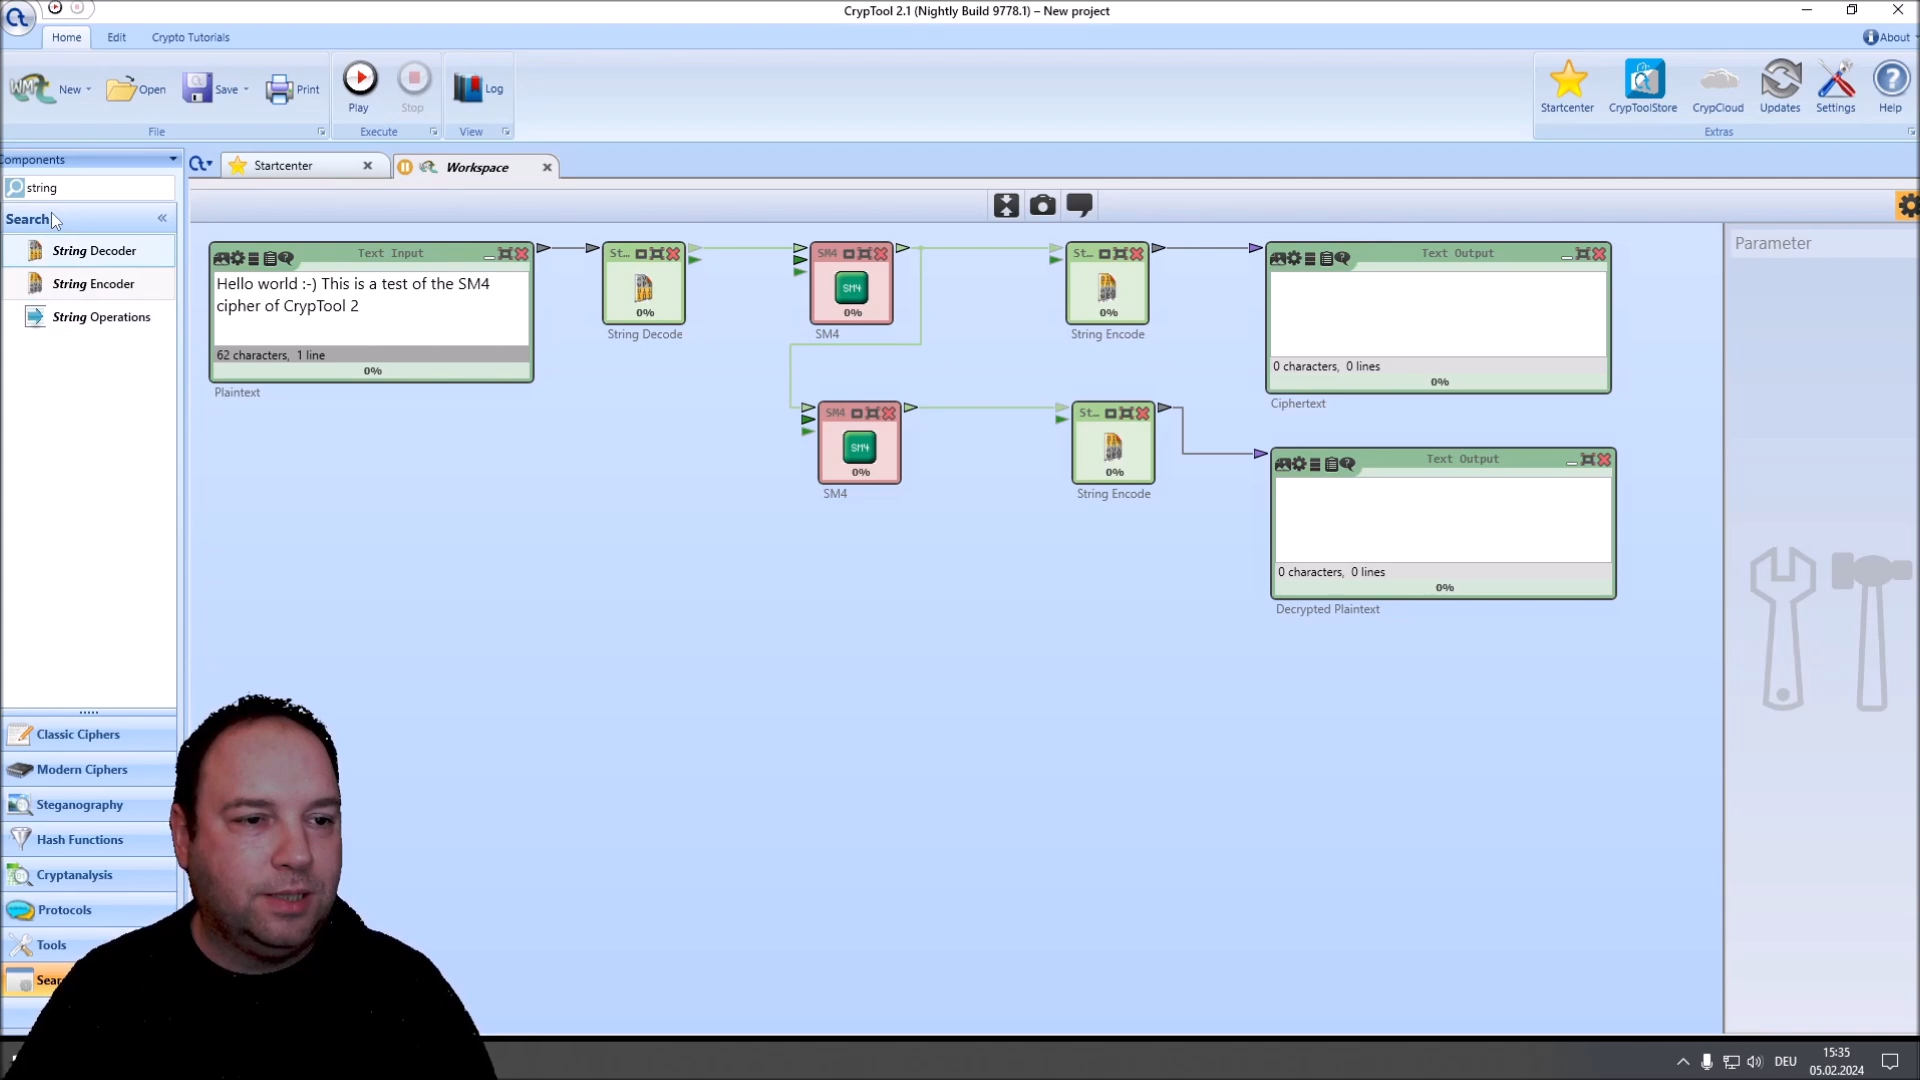 CrypTool 2.1 (Nightly Build 9778.1) – New project
Home Edit Crypto Tutorials About
New Open Save Print Play Stop Log
Startcenter CrypToolStore CrypCloud Updates Settings Help
File Execute View Extras
Components
Startcenter
Workspace
string
Search
String Decoder
String Encoder
String Operations
Parameter
Text Input
Hello world :-) This is a test of the SM4
cipher of CrypTool 2
62 characters, 1 line
0%
Plaintext
St...
0%
String Decode
SM4
SM4
0%
SM4
St...
0%
String Encode
Text Output
0 characters, 0 lines
0%
Ciphertext
SM4
SM4
0%
SM4
St...
0%
String Encode
Text Output
0 characters, 0 lines
0%
Decrypted Plaintext
Classic Ciphers
Modern Ciphers
Steganography
Hash Functions
Cryptanalysis
Protocols
Tools
DEU
15:35
05.02.2024